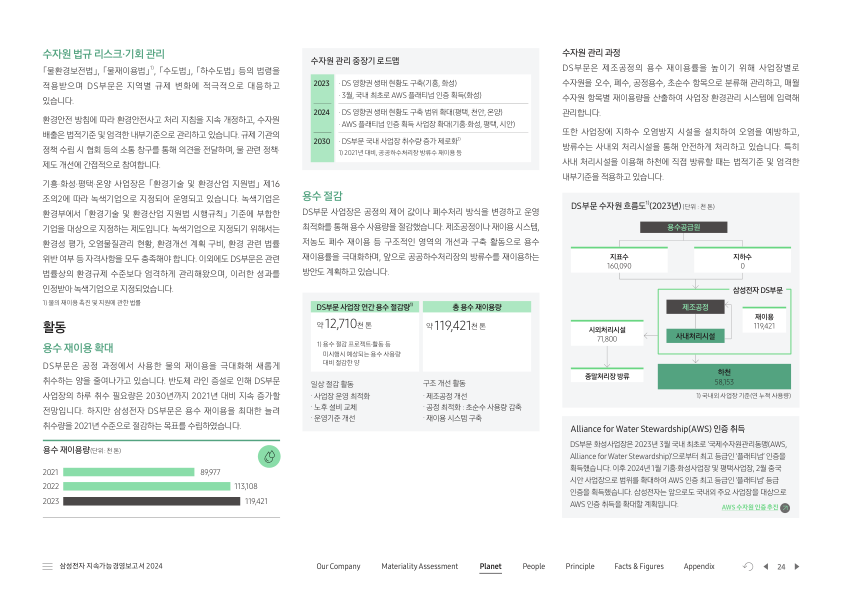 수자원 법규 리스크·기회 관리
「물환경보전법」, 「물재이용법」¹⁾, 「수도법」, 「하수도법」 등의 법령을
적용받으며 DS부문은 지역별 규제 변화에 적극적으로 대응하고
있습니다.
환경안전 방침에 따라 환경안전사고 처리 지침을 지속 개정하고, 수자원
배출은 법적기준 및 엄격한 내부기준으로 관리하고 있습니다. 규제 기관의
정책 수립 시 협회 등의 소통 창구를 통해 의견을 전달하며, 물 관련 정책·
제도 개선에 간접적으로 참여합니다.
기흥·화성·평택·온양 사업장은 「환경기술 및 환경산업 지원법」 제16
조의2에 따라 녹색기업으로 지정되어 운영되고 있습니다. 녹색기업은
환경부에서 「환경기술 및 환경산업 지원법 시행규칙」 기준에 부합한
기업을 대상으로 지정하는 제도입니다. 녹색기업으로 지정되기 위해서는
환경성 평가, 오염물질관리 현황, 환경개선 계획 구비, 환경 관련 법률
위반 여부 등 자격사항을 모두 충족해야 합니다. 이외에도 DS부문은 관련
법률상의 환경규제 수준보다 엄격하게 관리해왔으며, 이러한 성과를
인정받아 녹색기업으로 지정되었습니다.
1) 물의 재이용 촉진 및 지원에 관한 법률
활동
용수 재이용 확대
DS부문은 공정 과정에서 사용한 물의 재이용을 극대화해 새롭게
취수하는 양을 줄여나가고 있습니다. 반도체 라인 증설로 인해 DS부문
사업장의 하루 취수 필요량은 2030년까지 2021년 대비 지속 증가할
전망입니다. 하지만 삼성전자 DS부문은 용수 재이용을 최대한 늘려
취수량을 2021년 수준으로 절감하는 목표를 수립하였습니다.
용수 재이용량(단위: 천 톤)
2021 89,977
2022 113,108
2023 119,421
수자원 관리 중장기 로드맵
2023 · DS 영향권 생태 현황도 구축(기흥, 화성)
· 3월, 국내 최초로 AWS 플래티넘 인증 획득(화성)
2024 · DS 영향권 생태 현황도 구축 범위 확대(평택, 천안, 온양)
· AWS 플래티넘 인증 획득 사업장 확대(기흥·화성, 평택, 시안)
2030 · DS부문 국내 사업장 취수량 증가 제로화¹⁾
1) 2021년 대비, 공공하수처리장 방류수 재이용 등
용수 절감
DS부문 사업장은 공정의 제어 값이나 폐수처리 방식을 변경하고 운영
최적화를 통해 용수 사용량을 절감했습니다. 제조공정이나 재이용 시스템,
저농도 폐수 재이용 등 구조적인 영역의 개선과 구축 활동으로 용수
재이용률을 극대화하며, 앞으로 공공하수처리장의 방류수를 재이용하는
방안도 계획하고 있습니다.
DS부문 사업장 연간 용수 절감량¹⁾
약 12,710천 톤
1) 용수 절감 프로젝트·활동 등
미시행시 예상되는 용수 사용량
대비 절감한 양
총 용수 재이용량
약 119,421천 톤
일상 절감 활동
· 사업장 운영 최적화
· 노후 설비 교체
· 운영기준 개선
구조 개선 활동
· 제조공정 개선
· 공정 최적화 : 초순수 사용량 감축
· 재이용 시스템 구축
수자원 관리 과정
DS부문은 제조공정의 용수 재이용률을 높이기 위해 사업장별로
수자원을 오수, 폐수, 공정용수, 초순수 항목으로 분류해 관리하고, 매월
수자원 항목별 재이용량을 산출하여 사업장 환경관리 시스템에 입력해
관리합니다.
또한 사업장에 지하수 오염방지 시설을 설치하여 오염을 예방하고,
방류수는 사내외 처리시설을 통해 안전하게 처리하고 있습니다. 특히
사내 처리시설을 이용해 하천에 직접 방류할 때는 법적기준 및 엄격한
내부기준을 적용하고 있습니다.
DS부문 수자원 흐름도¹⁾(2023년) (단위 : 천 톤)
용수공급원
지표수
160,090
지하수
0
삼성전자 DS부문
제조공정
재이용
119,421
사내처리시설
시외처리시설
71,800
종말처리장 방류
하천
58,153
1) 국내외 사업장 기준(연 누적 사용량)
Alliance for Water Stewardship(AWS) 인증 취득
DS부문 화성사업장은 2023년 3월 국내 최초로 '국제수자원관리동맹(AWS,
Alliance for Water Stewardship)'으로부터 최고 등급인 '플래티넘' 인증을
획득했습니다. 이후 2024년 1월 기흥·화성사업장 및 평택사업장, 2월 중국
시안 사업장으로 범위를 확대하여 AWS 인증 최고 등급인 '플래티넘' 등급
인증을 획득했습니다. 삼성전자는 앞으로도 국내외 주요 사업장을 대상으로
AWS 인증 취득을 확대할 계획입니다.
AWS 수자원 인증 추진
삼성전자 지속가능경영보고서 2024
Our Company Materiality Assessment Planet People Principle Facts & Figures Appendix 24